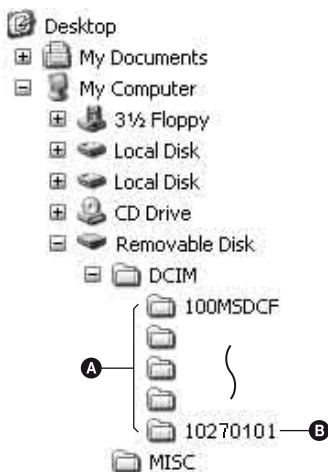 Desktop
My Documents
My Computer
3½ Floppy
Local Disk
Local Disk
CD Drive
Removable Disk
DCIM
100MSDCF
A
10270101
B
MISC